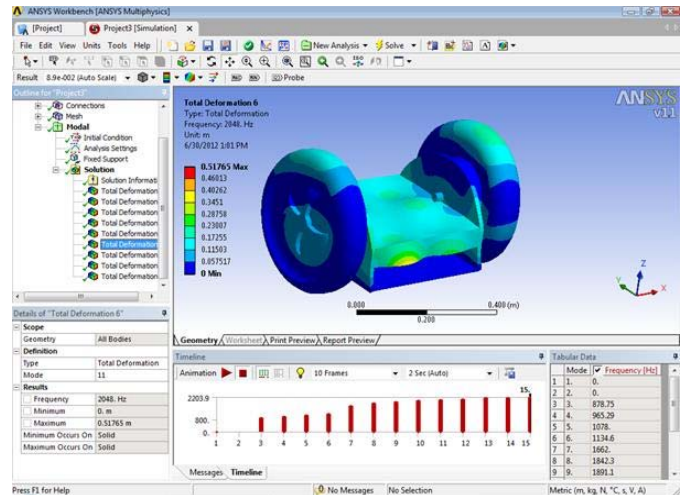 ANSYS Workbench [ANSYS Multiphysics]
[Project] Project3 [Simulation]
File Edit View Units Tools Help New Analysis Solve
Result 8.9e-002 (Auto Scale) Probe
Outline for "Project3"
Connections
Mesh
Modal
Initial Condition
Analysis Settings
Fixed Support
Solution
Solution Informati
Total Deformation
Total Deformation
Total Deformation
Total Deformation
Total Deformation
Total Deformation
Total Deformation
Total Deformation
Total Deformation 6
Type: Total Deformation
Frequency: 2048. Hz
Unit: m
6/30/2012 1:01 PM
0.51765 Max
0.46013
0.40262
0.3451
0.28758
0.23007
0.17255
0.11503
0.057517
0 Min
ANSYS
v11
0.000 0.400 (m)
0.200
Z
Y X
Geometry Worksheet Print Preview Report Preview
Details of "Total Deformation 6"
Scope
Geometry All Bodies
Definition
Type Total Deformation
Mode 11
Results
Frequency 2048. Hz
Minimum 0. m
Maximum 0.51765 m
Minimum Occurs On Solid
Maximum Occurs On Solid
Timeline
Animation 10 Frames 2 Sec (Auto)
15.
2203.9
800.
0.
1 2 3 4 5 6 7 8 9 10 11 12 13 14 15
Messages Timeline
Tabular Data
Mode Frequency [Hz]
1 1. 0.
2 2. 0.
3 3. 878.75
4 4. 965.29
5 5. 1078.
6 6. 1134.6
7 7. 1662.
8 8. 1842.3
9 9. 1891.1
Press F1 for Help No Messages No Selection Metric (m, kg, N, °C, s, V, A)